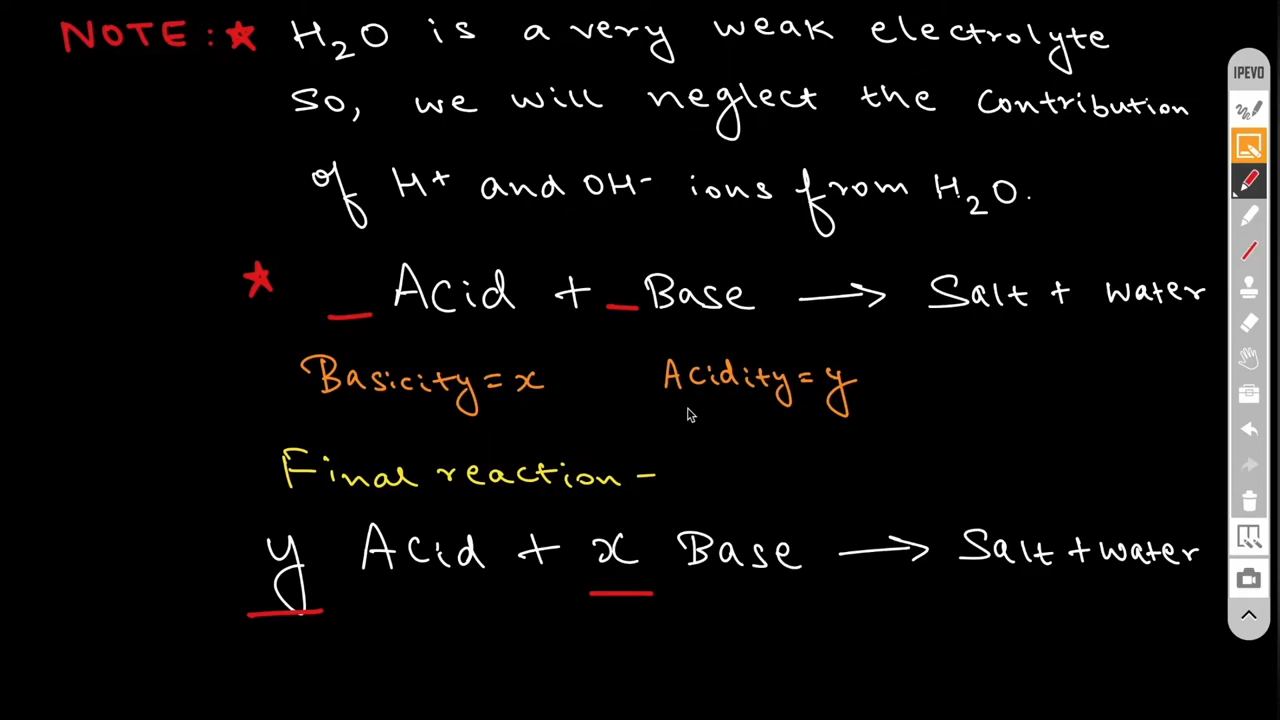 NOTE: ★ H₂O is a very weak electrolyte
so, we will neglect the contribution
of H⁺ and OH⁻ ions from H₂O.
★ _ Acid + _ Base ⟶ Salt + water
Basicity = x Acidity = y
Final reaction -
y Acid + x Base ⟶ Salt + water
IPEVO